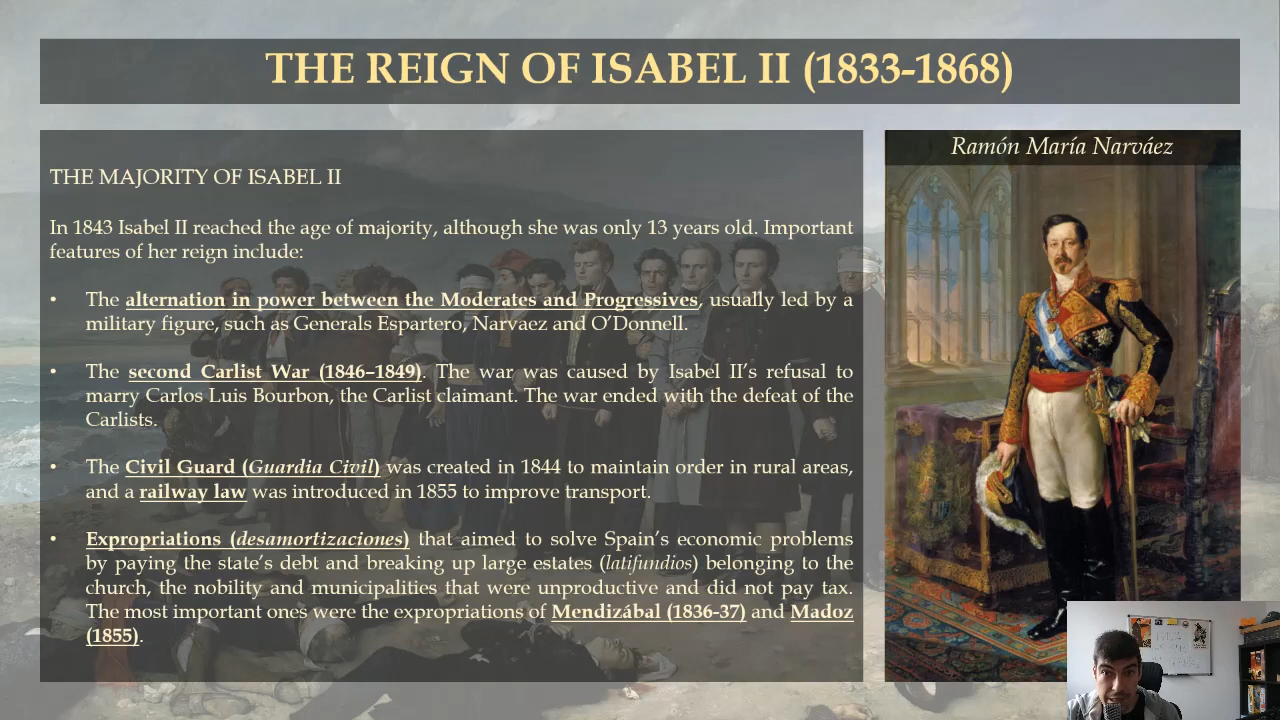 THE REIGN OF ISABEL II (1833-1868)
THE MAJORITY OF ISABEL II
In 1843 Isabel II reached the age of majority, although she was only 13 years old. Important
features of her reign include:
• The alternation in power between the Moderates and Progressives, usually led by a
military figure, such as Generals Espartero, Narvaez and O’Donnell.
• The second Carlist War (1846–1849). The war was caused by Isabel II’s refusal to
marry Carlos Luis Bourbon, the Carlist claimant. The war ended with the defeat of the
Carlists.
• The Civil Guard (Guardia Civil) was created in 1844 to maintain order in rural areas,
and a railway law was introduced in 1855 to improve transport.
• Expropriations (desamortizaciones) that aimed to solve Spain’s economic problems
by paying the state’s debt and breaking up large estates (latifundios) belonging to the
church, the nobility and municipalities that were unproductive and did not pay tax.
The most important ones were the expropriations of Mendizábal (1836-37) and Madoz
(1855).
Ramón María Narváez